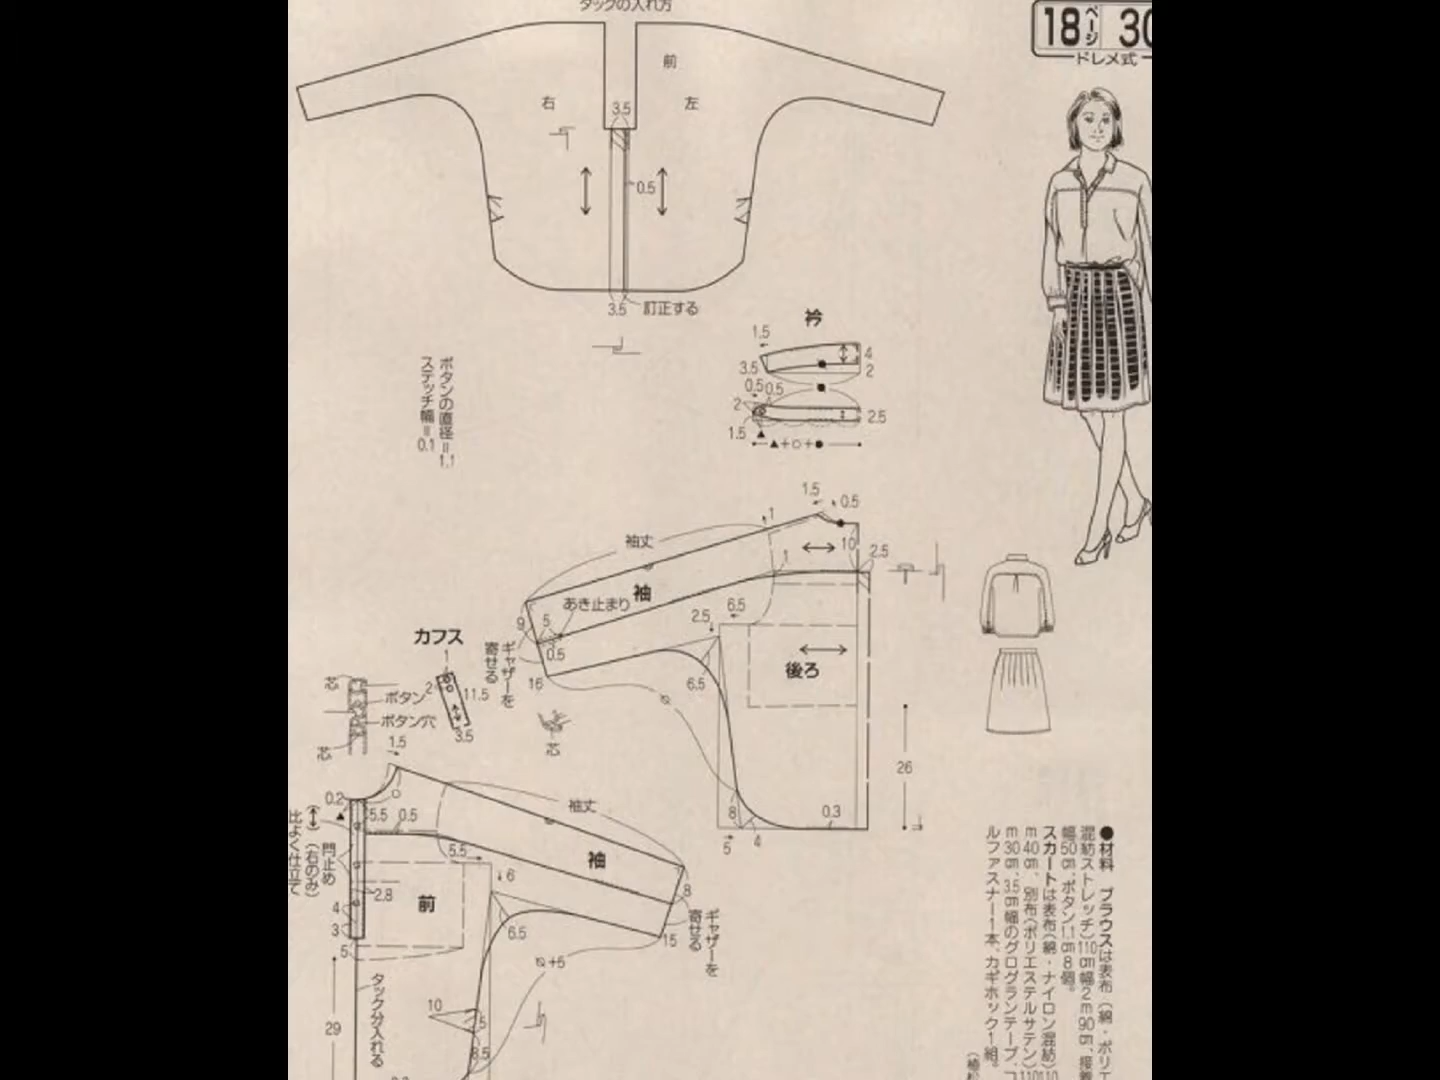 タックの入れ方
18ページ 30
ドレメ式
前
右
左
3.5
0.5
3.5
訂正する
衿
1.5
4
3.5
2
0.5
0.5
2
2.5
1.5
▲+○+●
ボタンの直径=1.1
ステッチ幅=0.1
1.5
0.5
1
袖丈
10
2.5
1
袖
あき止まり
9
5
0.5
6.5
2.5
ギャザーを
寄せる
16
6.5
後ろ
26
8
0.3
5
4
カフス
1
2
11.5
3.5
芯
ボタン
ボタン穴
芯
芯
1.5
0.2
5.5
0.5
袖丈
比よく仕立て
(右のみ)
閂止め
5.5
6
袖
8
2.8
前
4
3
5
6.5
15
ギャザーを
寄せる
+5
タック分入れる
10
29
8.5
●材料 ブラウスは表布(綿・ポリエ
混紡ストレッチ)110cm幅2m90cm、接着
幅50cm、ボタン1.1cm8個。
スカートは表布(綿・ナイロン混紡)110
m40cm、別布(ポリエステルサテン)110
m30cm、3.5cm幅のグログランテープ、コ
ルファスナー1本、カギホック1組。